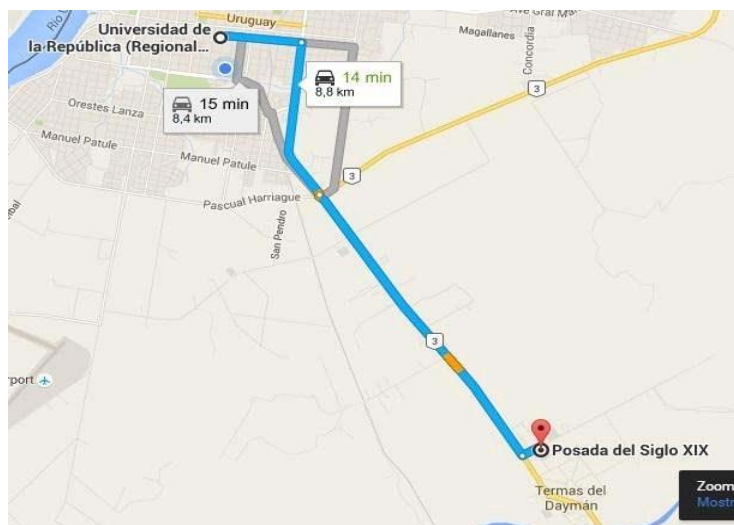 Uruguay
Universidad de
la República (Regional...
Magallanes
Concordia
3
14 min
8,8 km
15 min
8,4 km
Orestes Lanza
Manuel Patule
Manuel Patule
3
Pascual Harriague
San Pedro
3
port
Posada del Siglo XIX
Termas del
Daymán
Zoom
Mostr